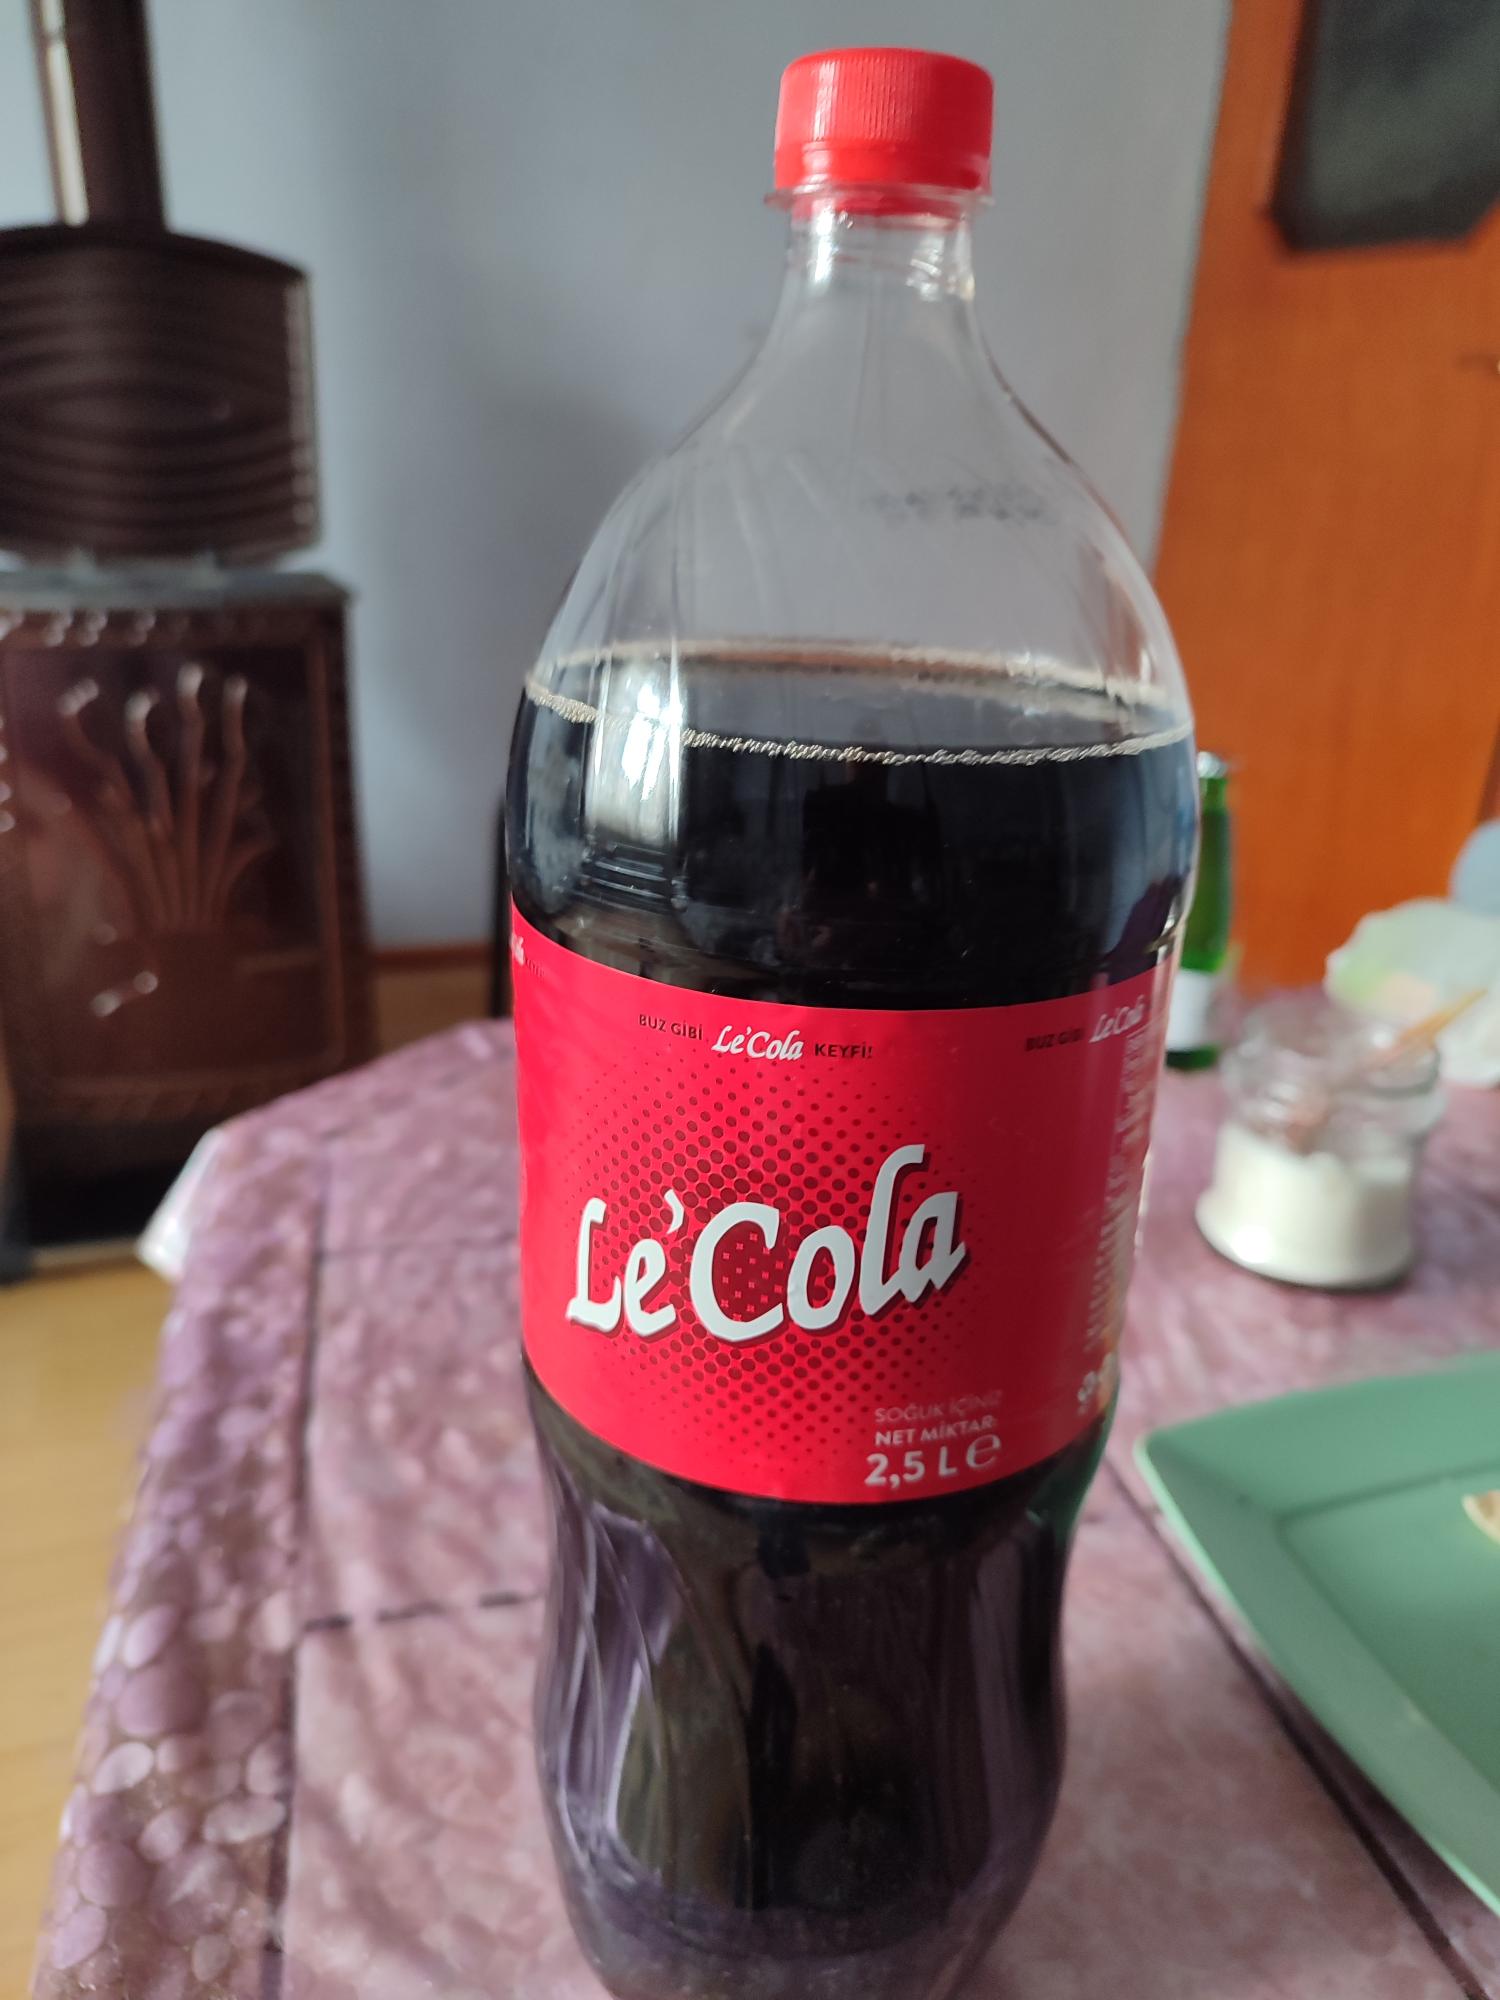 BUZ GİBİ Le'Cola KEYFİ!
BUZ GİBİ Le'Cola
Le'Cola
SOĞUK İÇİNİZ
NET MİKTAR:
2,5 L ℮